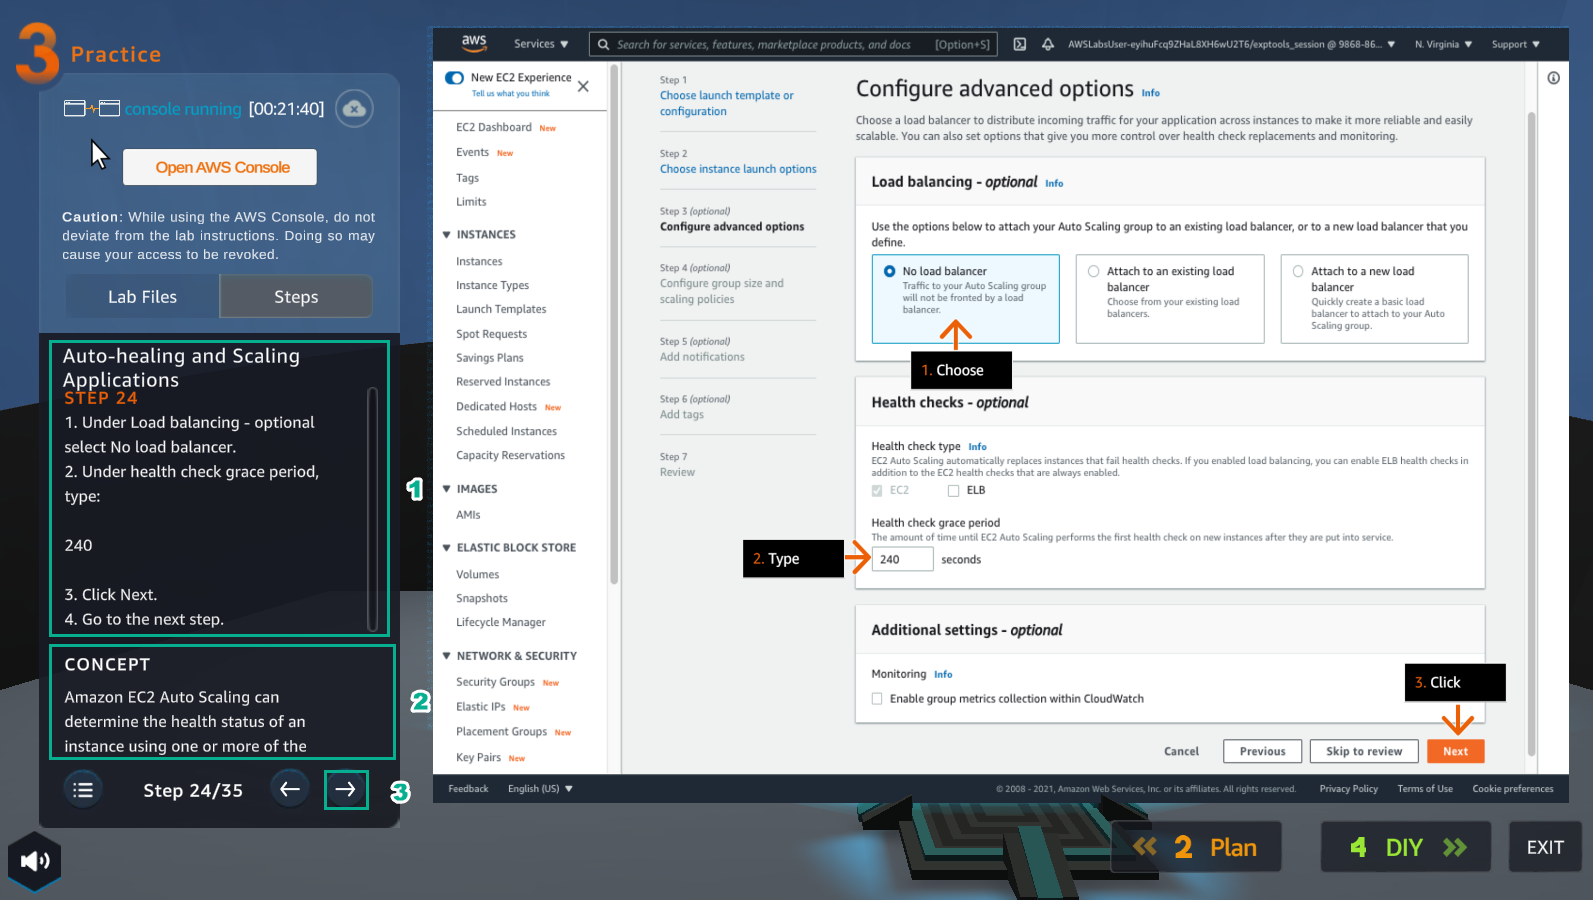 3 Practice
console running [00:21:40]
Open AWS Console
Caution: While using the AWS Console, do not
deviate from the lab instructions. Doing so may
cause your access to be revoked.
Lab Files
Steps
Auto-healing and Scaling
Applications
STEP 24
1. Under Load balancing - optional
select No load balancer.
2. Under health check grace period,
type:
240
3. Click Next.
4. Go to the next step.
1
CONCEPT
Amazon EC2 Auto Scaling can
determine the health status of an
instance using one or more of the
2
Step 24/35
3
aws
Services
Search for services, features, marketplace products, and docs [Option+S]
AWSLabsUser-eyihuFcq9ZHaL8XH6wU2T6/exptools_session @ 9868-86...
N. Virginia
Support
New EC2 Experience
Tell us what you think
EC2 Dashboard New
Events New
Tags
Limits
INSTANCES
Instances
Instance Types
Launch Templates
Spot Requests
Savings Plans
Reserved Instances
Dedicated Hosts New
Scheduled Instances
Capacity Reservations
IMAGES
AMIs
ELASTIC BLOCK STORE
Volumes
Snapshots
Lifecycle Manager
NETWORK & SECURITY
Security Groups New
Elastic IPs New
Placement Groups New
Key Pairs New
Step 1
Choose launch template or
configuration
Step 2
Choose instance launch options
Step 3 (optional)
Configure advanced options
Step 4 (optional)
Configure group size and
scaling policies
Step 5 (optional)
Add notifications
Step 6 (optional)
Add tags
Step 7
Review
Configure advanced options Info
Choose a load balancer to distribute incoming traffic for your application across instances to make it more reliable and easily
scalable. You can also set options that give you more control over health check replacements and monitoring.
Load balancing - optional Info
Use the options below to attach your Auto Scaling group to an existing load balancer, or to a new load balancer that you
define.
No load balancer
Traffic to your Auto Scaling group
will not be fronted by a load
balancer.
Attach to an existing load
balancer
Choose from your existing load
balancers.
Attach to a new load
balancer
Quickly create a basic load
balancer to attach to your Auto
Scaling group.
1. Choose
Health checks - optional
Health check type Info
EC2 Auto Scaling automatically replaces instances that fail health checks. If you enabled load balancing, you can enable ELB health checks in
addition to the EC2 health checks that are always enabled.
EC2
ELB
Health check grace period
The amount of time until EC2 Auto Scaling performs the first health check on new instances after they are put into service.
2. Type
240
seconds
Additional settings - optional
Monitoring Info
Enable group metrics collection within CloudWatch
3. Click
Cancel
Previous
Skip to review
Next
Feedback
English (US)
© 2008 - 2021, Amazon Web Services, Inc. or its affiliates. All rights reserved.
Privacy Policy
Terms of Use
Cookie preferences
2 Plan
4 DIY
EXIT